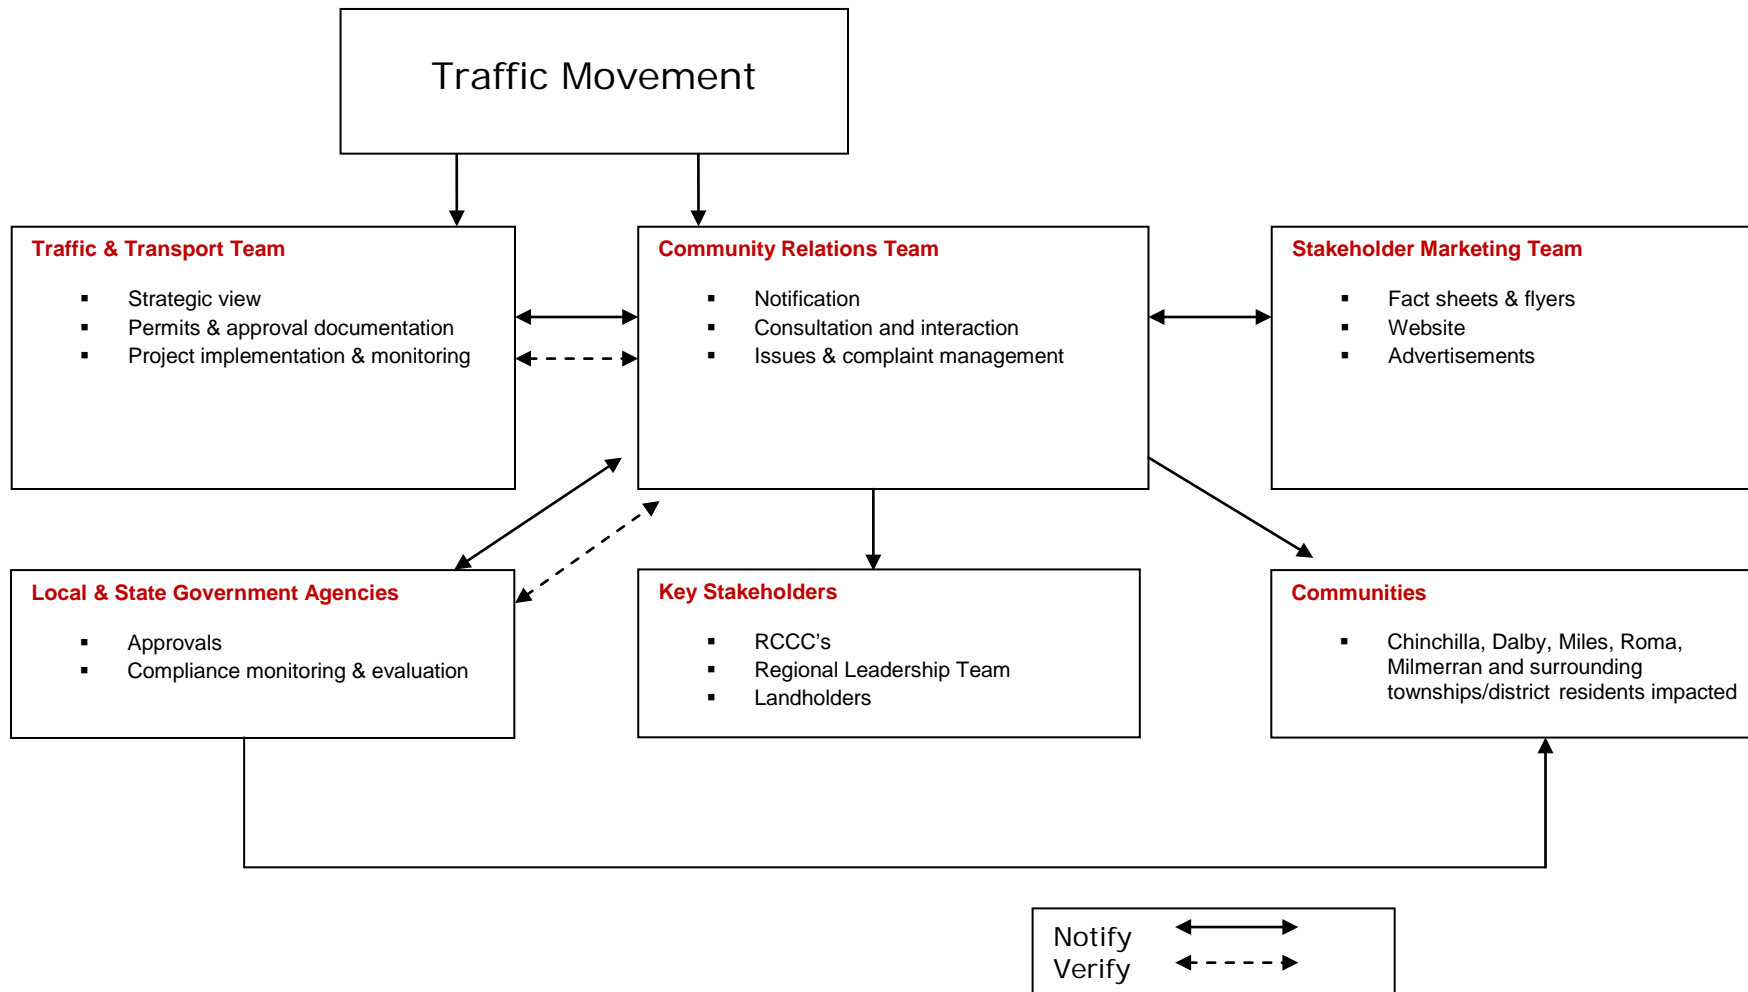 Traffic Movement
Traffic & Transport Team
▪ Strategic view
▪ Permits & approval documentation
▪ Project implementation & monitoring
Community Relations Team
▪ Notification
▪ Consultation and interaction
▪ Issues & complaint management
Stakeholder Marketing Team
▪ Fact sheets & flyers
▪ Website
▪ Advertisements
Local & State Government Agencies
▪ Approvals
▪ Compliance monitoring & evaluation
Key Stakeholders
▪ RCCC's
▪ Regional Leadership Team
▪ Landholders
Communities
▪ Chinchilla, Dalby, Miles, Roma,
Milmerran and surrounding
townships/district residents impacted
Notify
Verify